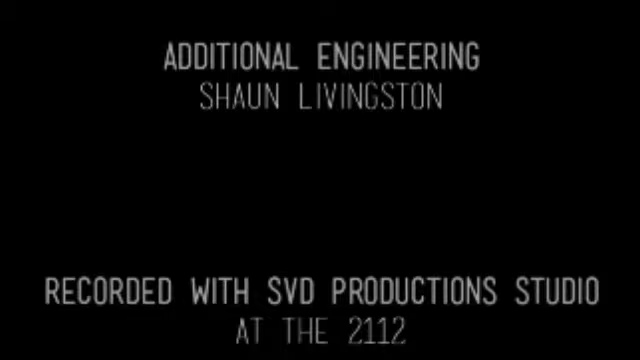 ADDITIONAL ENGINEERING
SHAUN LIVINGSTON
RECORDED WITH SVD PRODUCTIONS STUDIO
AT THE 2112